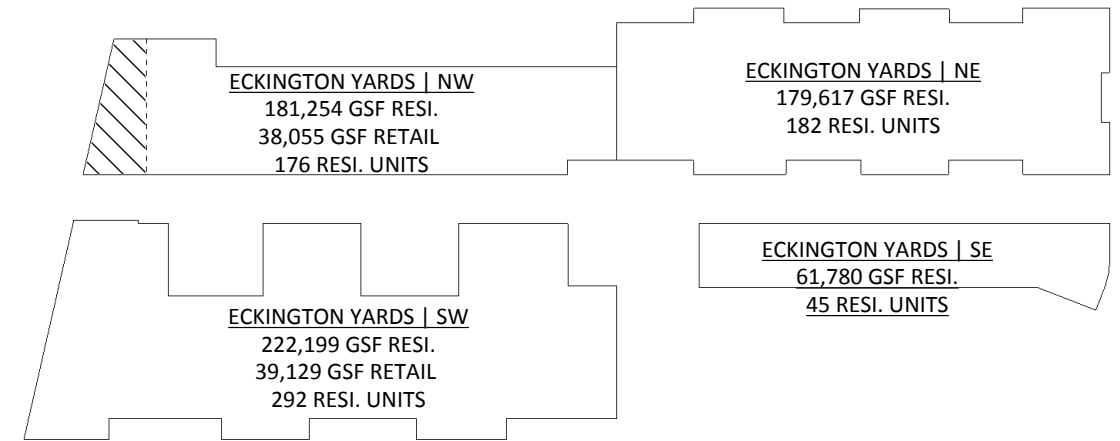 ECKINGTON YARDS | NW
181,254 GSF RESI.
38,055 GSF RETAIL
176 RESI. UNITS
ECKINGTON YARDS | NE
179,617 GSF RESI.
182 RESI. UNITS
ECKINGTON YARDS | SW
222,199 GSF RESI.
39,129 GSF RETAIL
292 RESI. UNITS
ECKINGTON YARDS | SE
61,780 GSF RESI.
45 RESI. UNITS